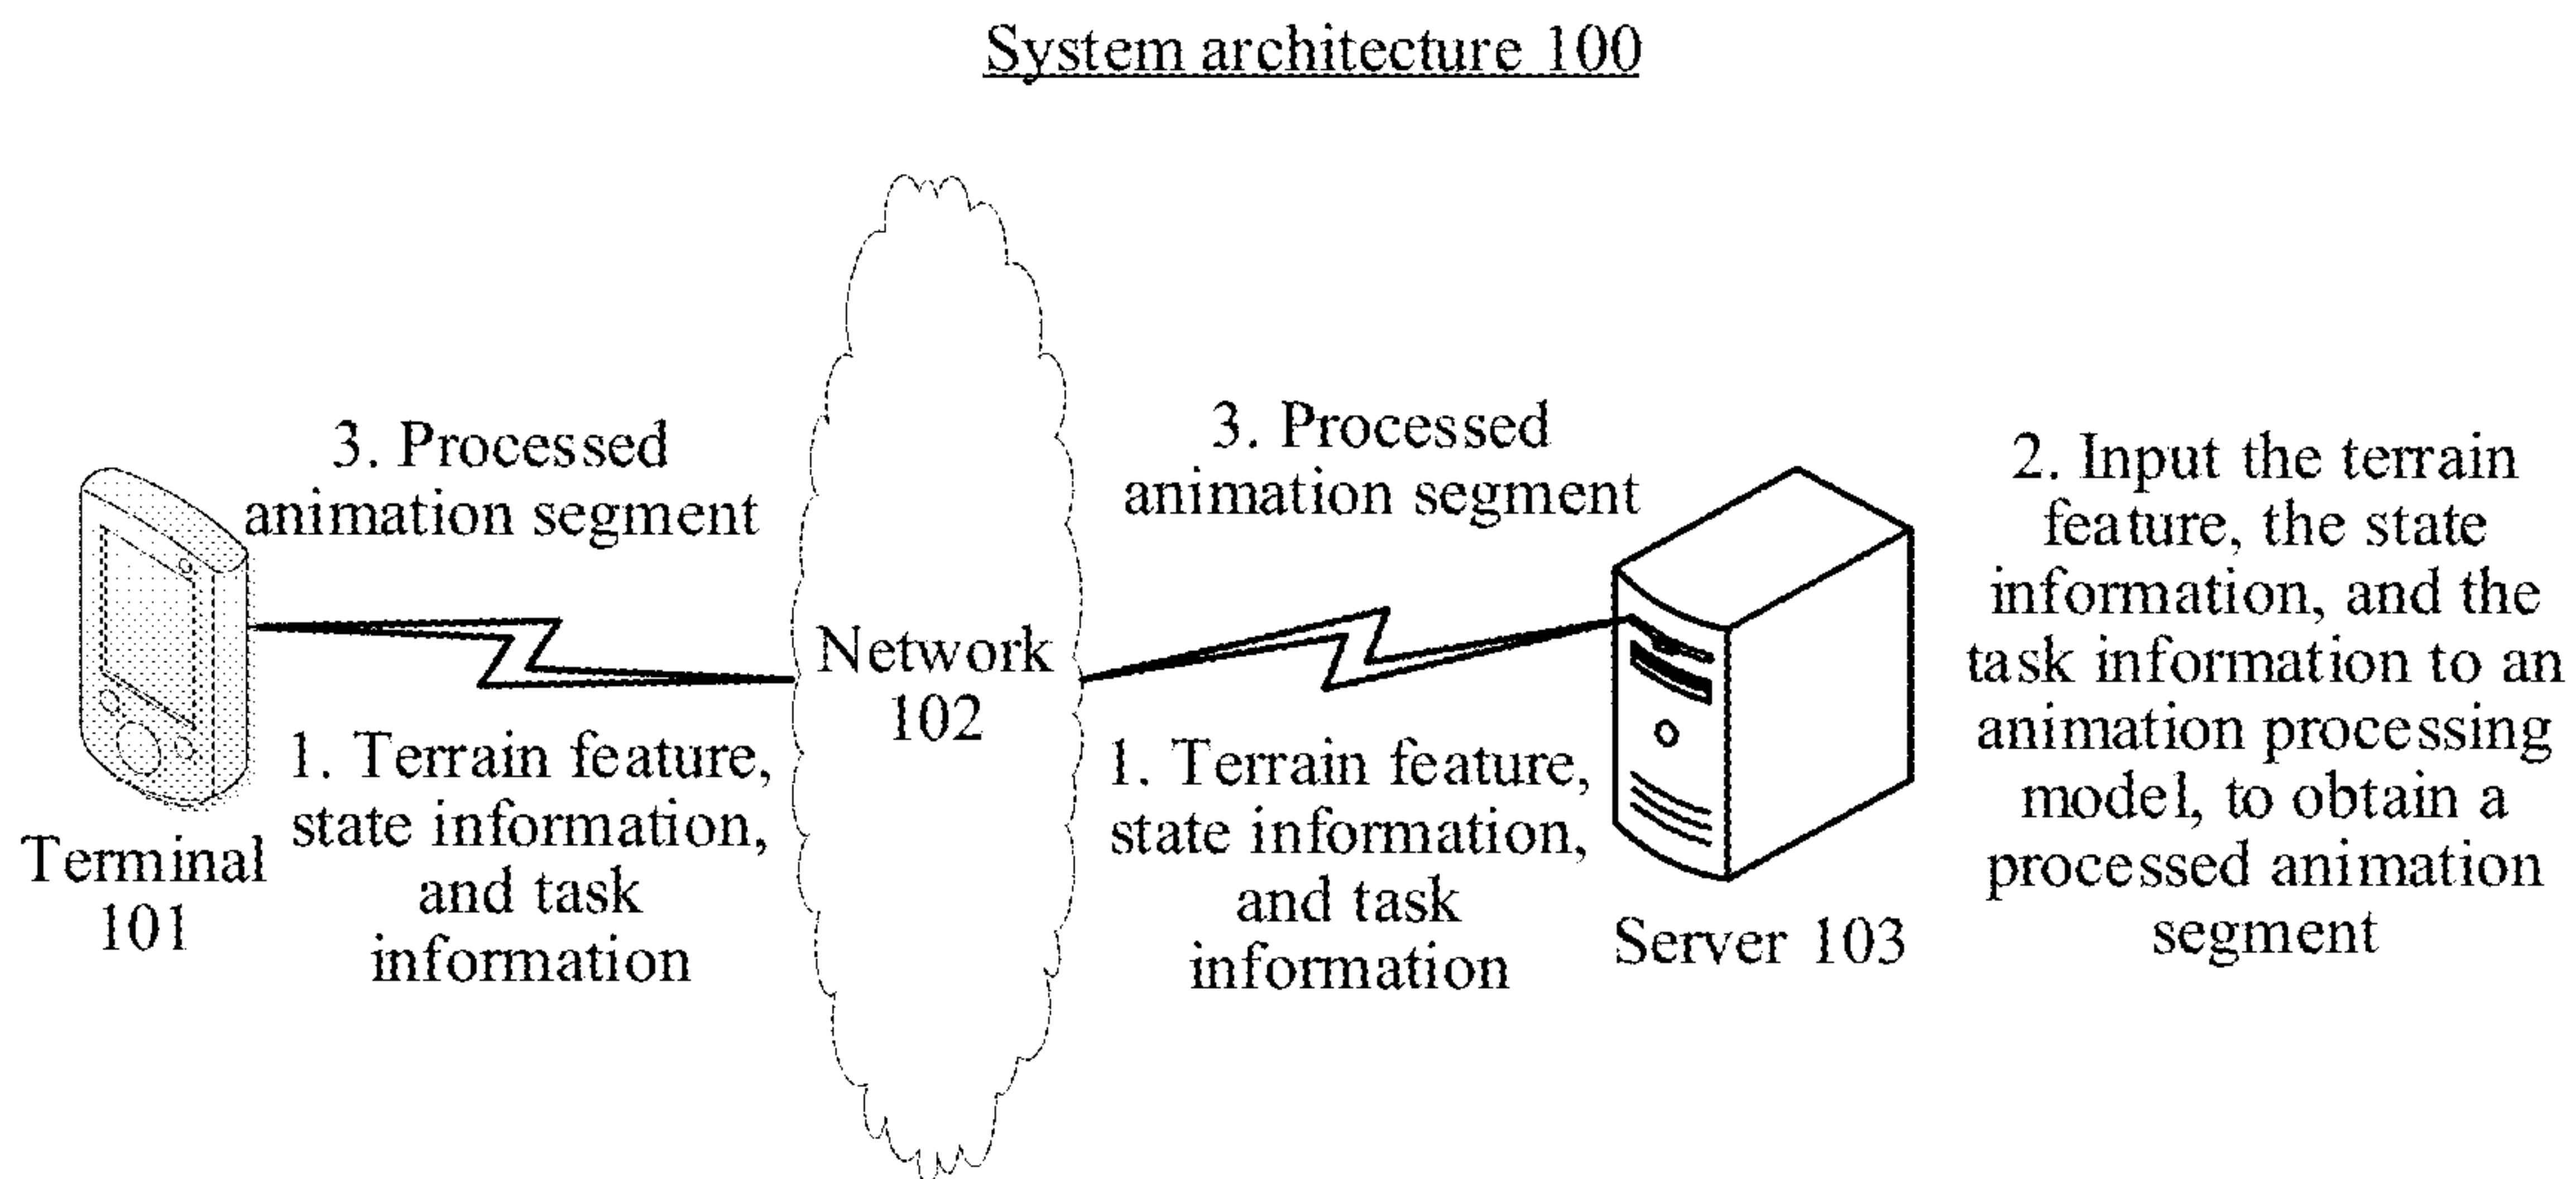 System architecture 100
3. Processed
animation segment
1. Terrain feature,
state information,
and task
information
Terminal
101
Network
102
3. Processed
animation segment
1. Terrain feature,
state information,
and task
information
Server 103
2. Input the terrain
feature, the state
information, and the
task information to an
animation processing
model, to obtain a
processed animation
segment